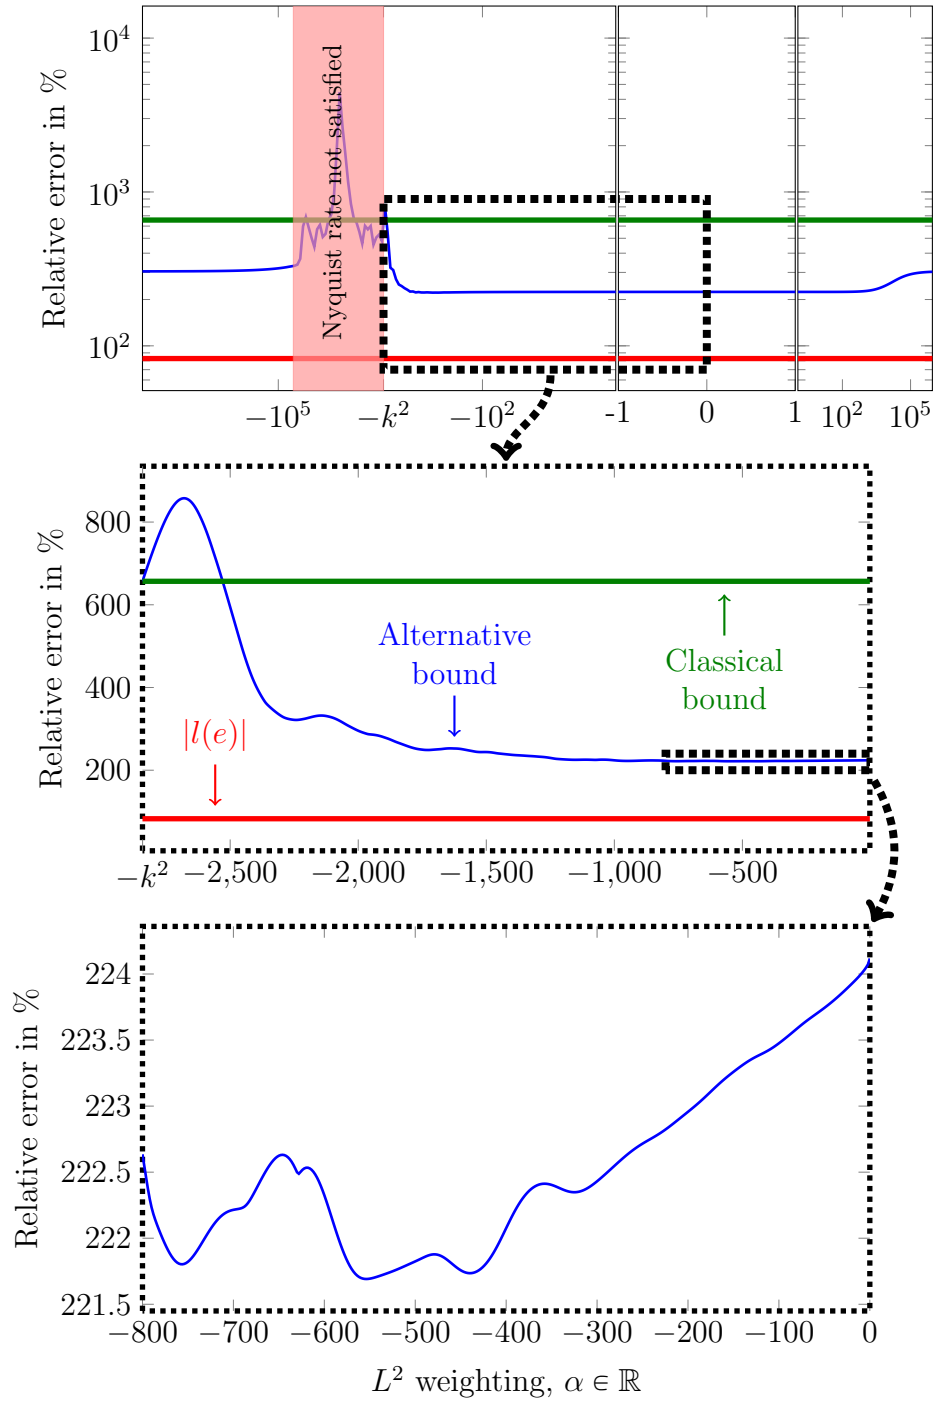 Relative error in %
10^4
10^3
10^2
Nyquist rate not satisfied
−10^5
−k^2
−10^2
-1
0
1
10^2
10^5
Relative error in %
800
600
400
200
Alternative
bound
Classical
bound
|l(e)|
−k^2
−2,500
−2,000
−1,500
−1,000
−500
Relative error in %
224
223.5
223
222.5
222
221.5
−800
−700
−600
−500
−400
−300
−200
−100
0
L^2 weighting, α ∈ ℝ